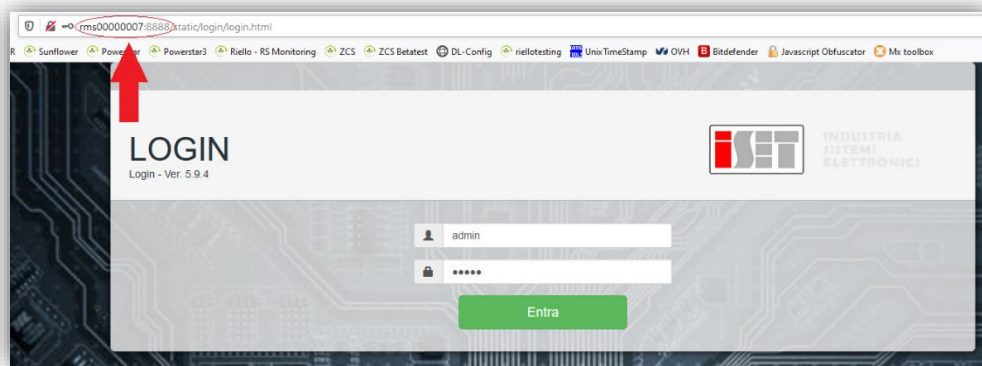 rms00000007:8888/static/login/login.html
R Sunflower Powerstar3 Riello - RS Monitoring ZCS ZCS Betatest DL-Config riellotesting UnixTimeStamp OVH Bitdefender Javascript Obfuscator Mx toolbox
LOGIN
Login - Ver. 5.9.4
iSET
INDUSTRIA
SISTEMI
ELETTRONICI
admin
•••••
Entra